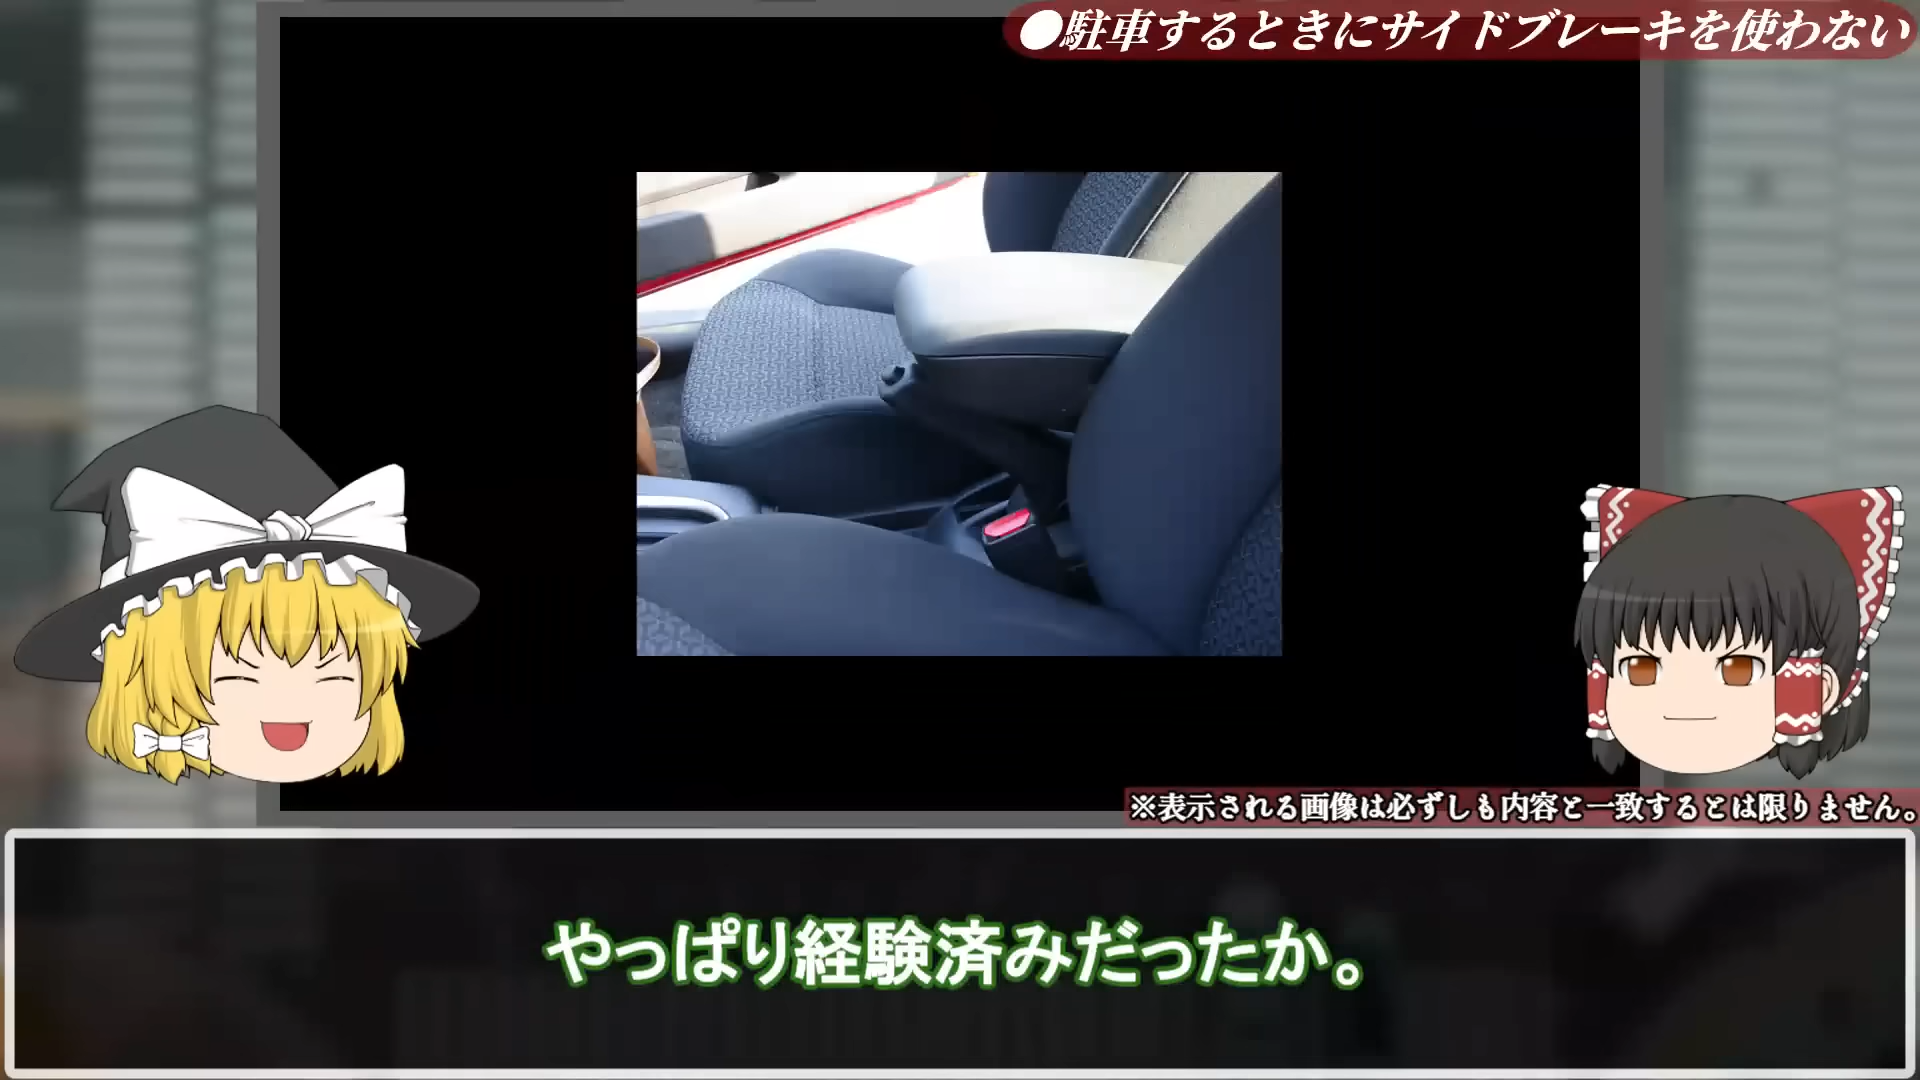 ●駐車するときにサイドブレーキを使わない
※表示される画像は必ずしも内容と一致するとは限りません。
やっぱり経験済みだったか。